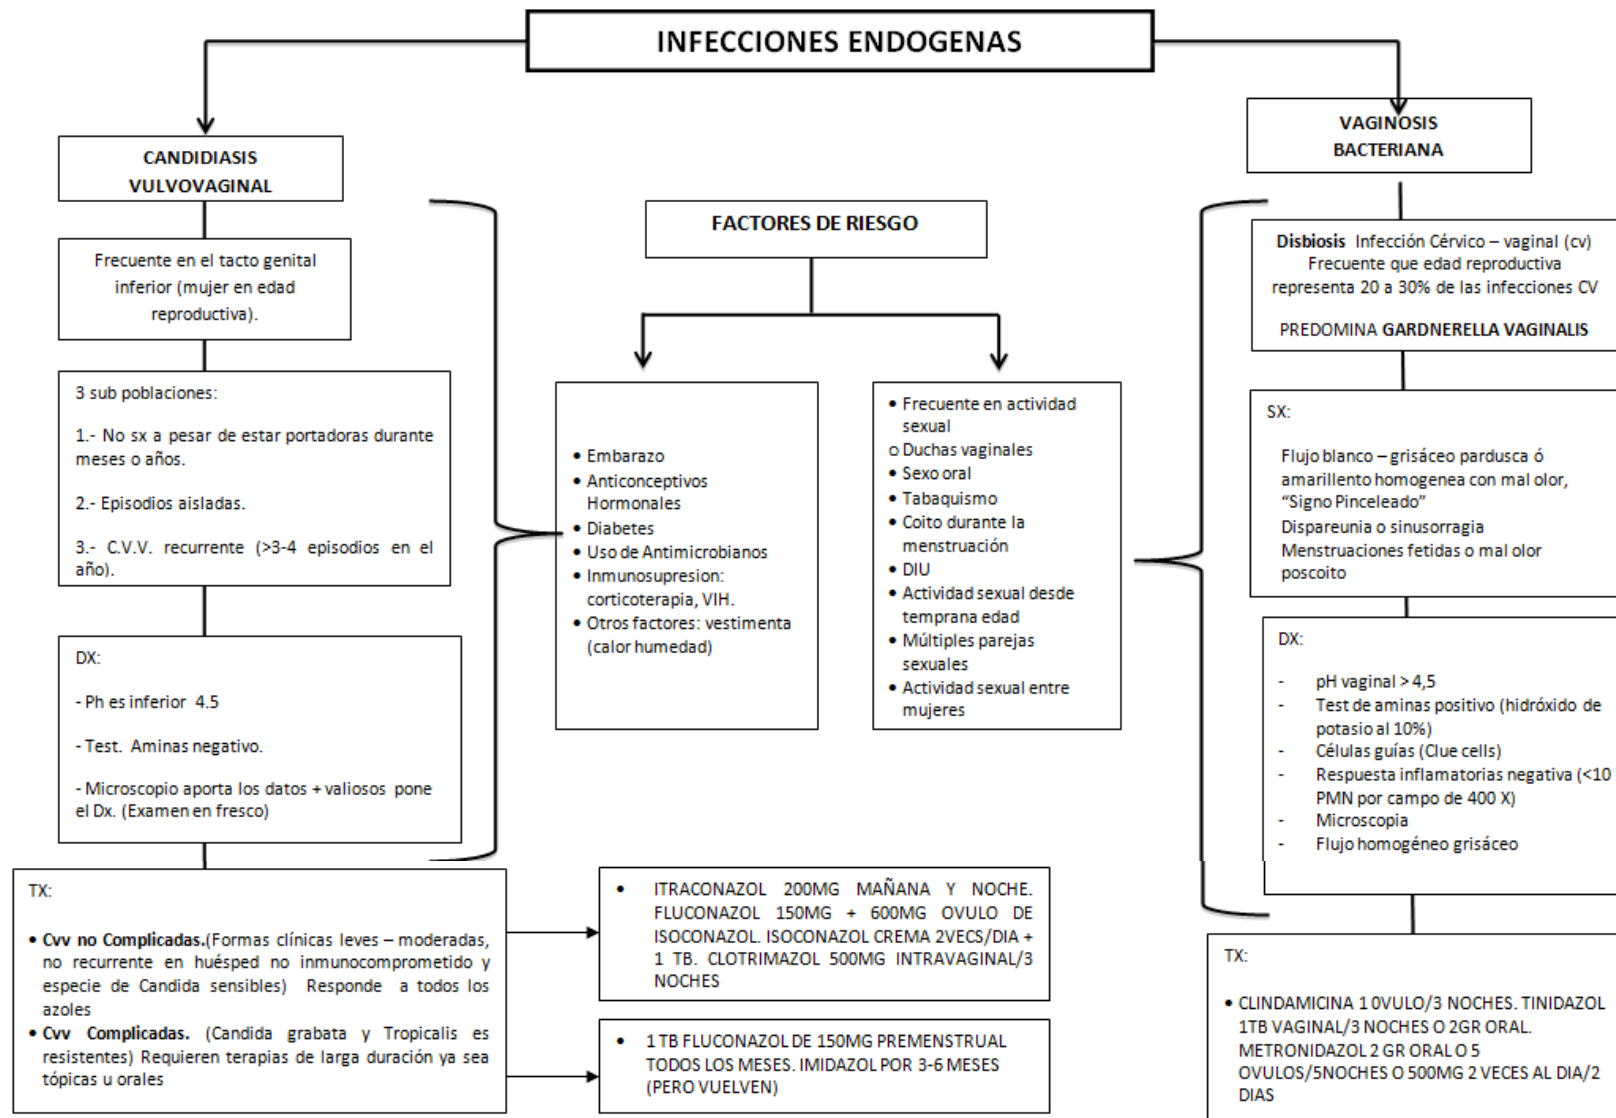 INFECCIONES ENDOGENAS
CANDIDIASIS
VULVOVAGINAL
Frecuente en el tacto genital
inferior (mujer en edad
reproductiva).
3 sub poblaciones:
1.- No sx a pesar de estar portadoras durante
meses o años.
2.- Episodios aisladas.
3.- C.V.V. recurrente (>3-4 episodios en el
año).
DX:
- Ph es inferior 4.5
- Test. Aminas negativo.
- Microscopio aporta los datos + valiosos pone
el Dx. (Examen en fresco)
TX:
• Cvv no Complicadas.(Formas clínicas leves – moderadas,
no recurrente en huésped no inmunocomprometido y
especie de Candida sensibles) Responde a todos los
azoles
• Cvv Complicadas. (Candida grabata y Tropicalis es
resistentes) Requieren terapias de larga duración ya sea
tópicas u orales
• ITRACONAZOL 200MG MAÑANA Y NOCHE.
FLUCONAZOL 150MG + 600MG OVULO DE
ISOCONAZOL. ISOCONAZOL CREMA 2VECS/DIA +
1 TB. CLOTRIMAZOL 500MG INTRAVAGINAL/3
NOCHES
• 1 TB FLUCONAZOL DE 150MG PREMENSTRUAL
TODOS LOS MESES. IMIDAZOL POR 3-6 MESES
(PERO VUELVEN)
FACTORES DE RIESGO
• Embarazo
• Anticonceptivos
Hormonales
• Diabetes
• Uso de Antimicrobianos
• Inmunosupresion:
corticoterapia, VIH.
• Otros factores: vestimenta
(calor humedad)
• Frecuente en actividad
sexual
o Duchas vaginales
• Sexo oral
• Tabaquismo
• Coito durante la
menstruación
• DIU
• Actividad sexual desde
temprana edad
• Múltiples parejas
sexuales
• Actividad sexual entre
mujeres
VAGINOSIS
BACTERIANA
Disbiosis Infección Cérvico – vaginal (cv)
Frecuente que edad reproductiva
representa 20 a 30% de las infecciones CV
PREDOMINA GARDNERELLA VAGINALIS
SX:
Flujo blanco – grisáceo pardusca ó
amarillento homogenea con mal olor,
“Signo Pinceleado”
Dispareunia o sinusorragia
Menstruaciones fetidas o mal olor
poscoito
DX:
- pH vaginal > 4,5
- Test de aminas positivo (hidróxido de
potasio al 10%)
- Células guías (Clue cells)
- Respuesta inflamatorias negativa (<10
PMN por campo de 400 X)
- Microscopia
- Flujo homogéneo grisáceo
TX:
• CLINDAMICINA 1 0VULO/3 NOCHES. TINIDAZOL
1TB VAGINAL/3 NOCHES O 2GR ORAL.
METRONIDAZOL 2 GR ORAL O 5
OVULOS/5NOCHES O 500MG 2 VECES AL DIA/2
DIAS